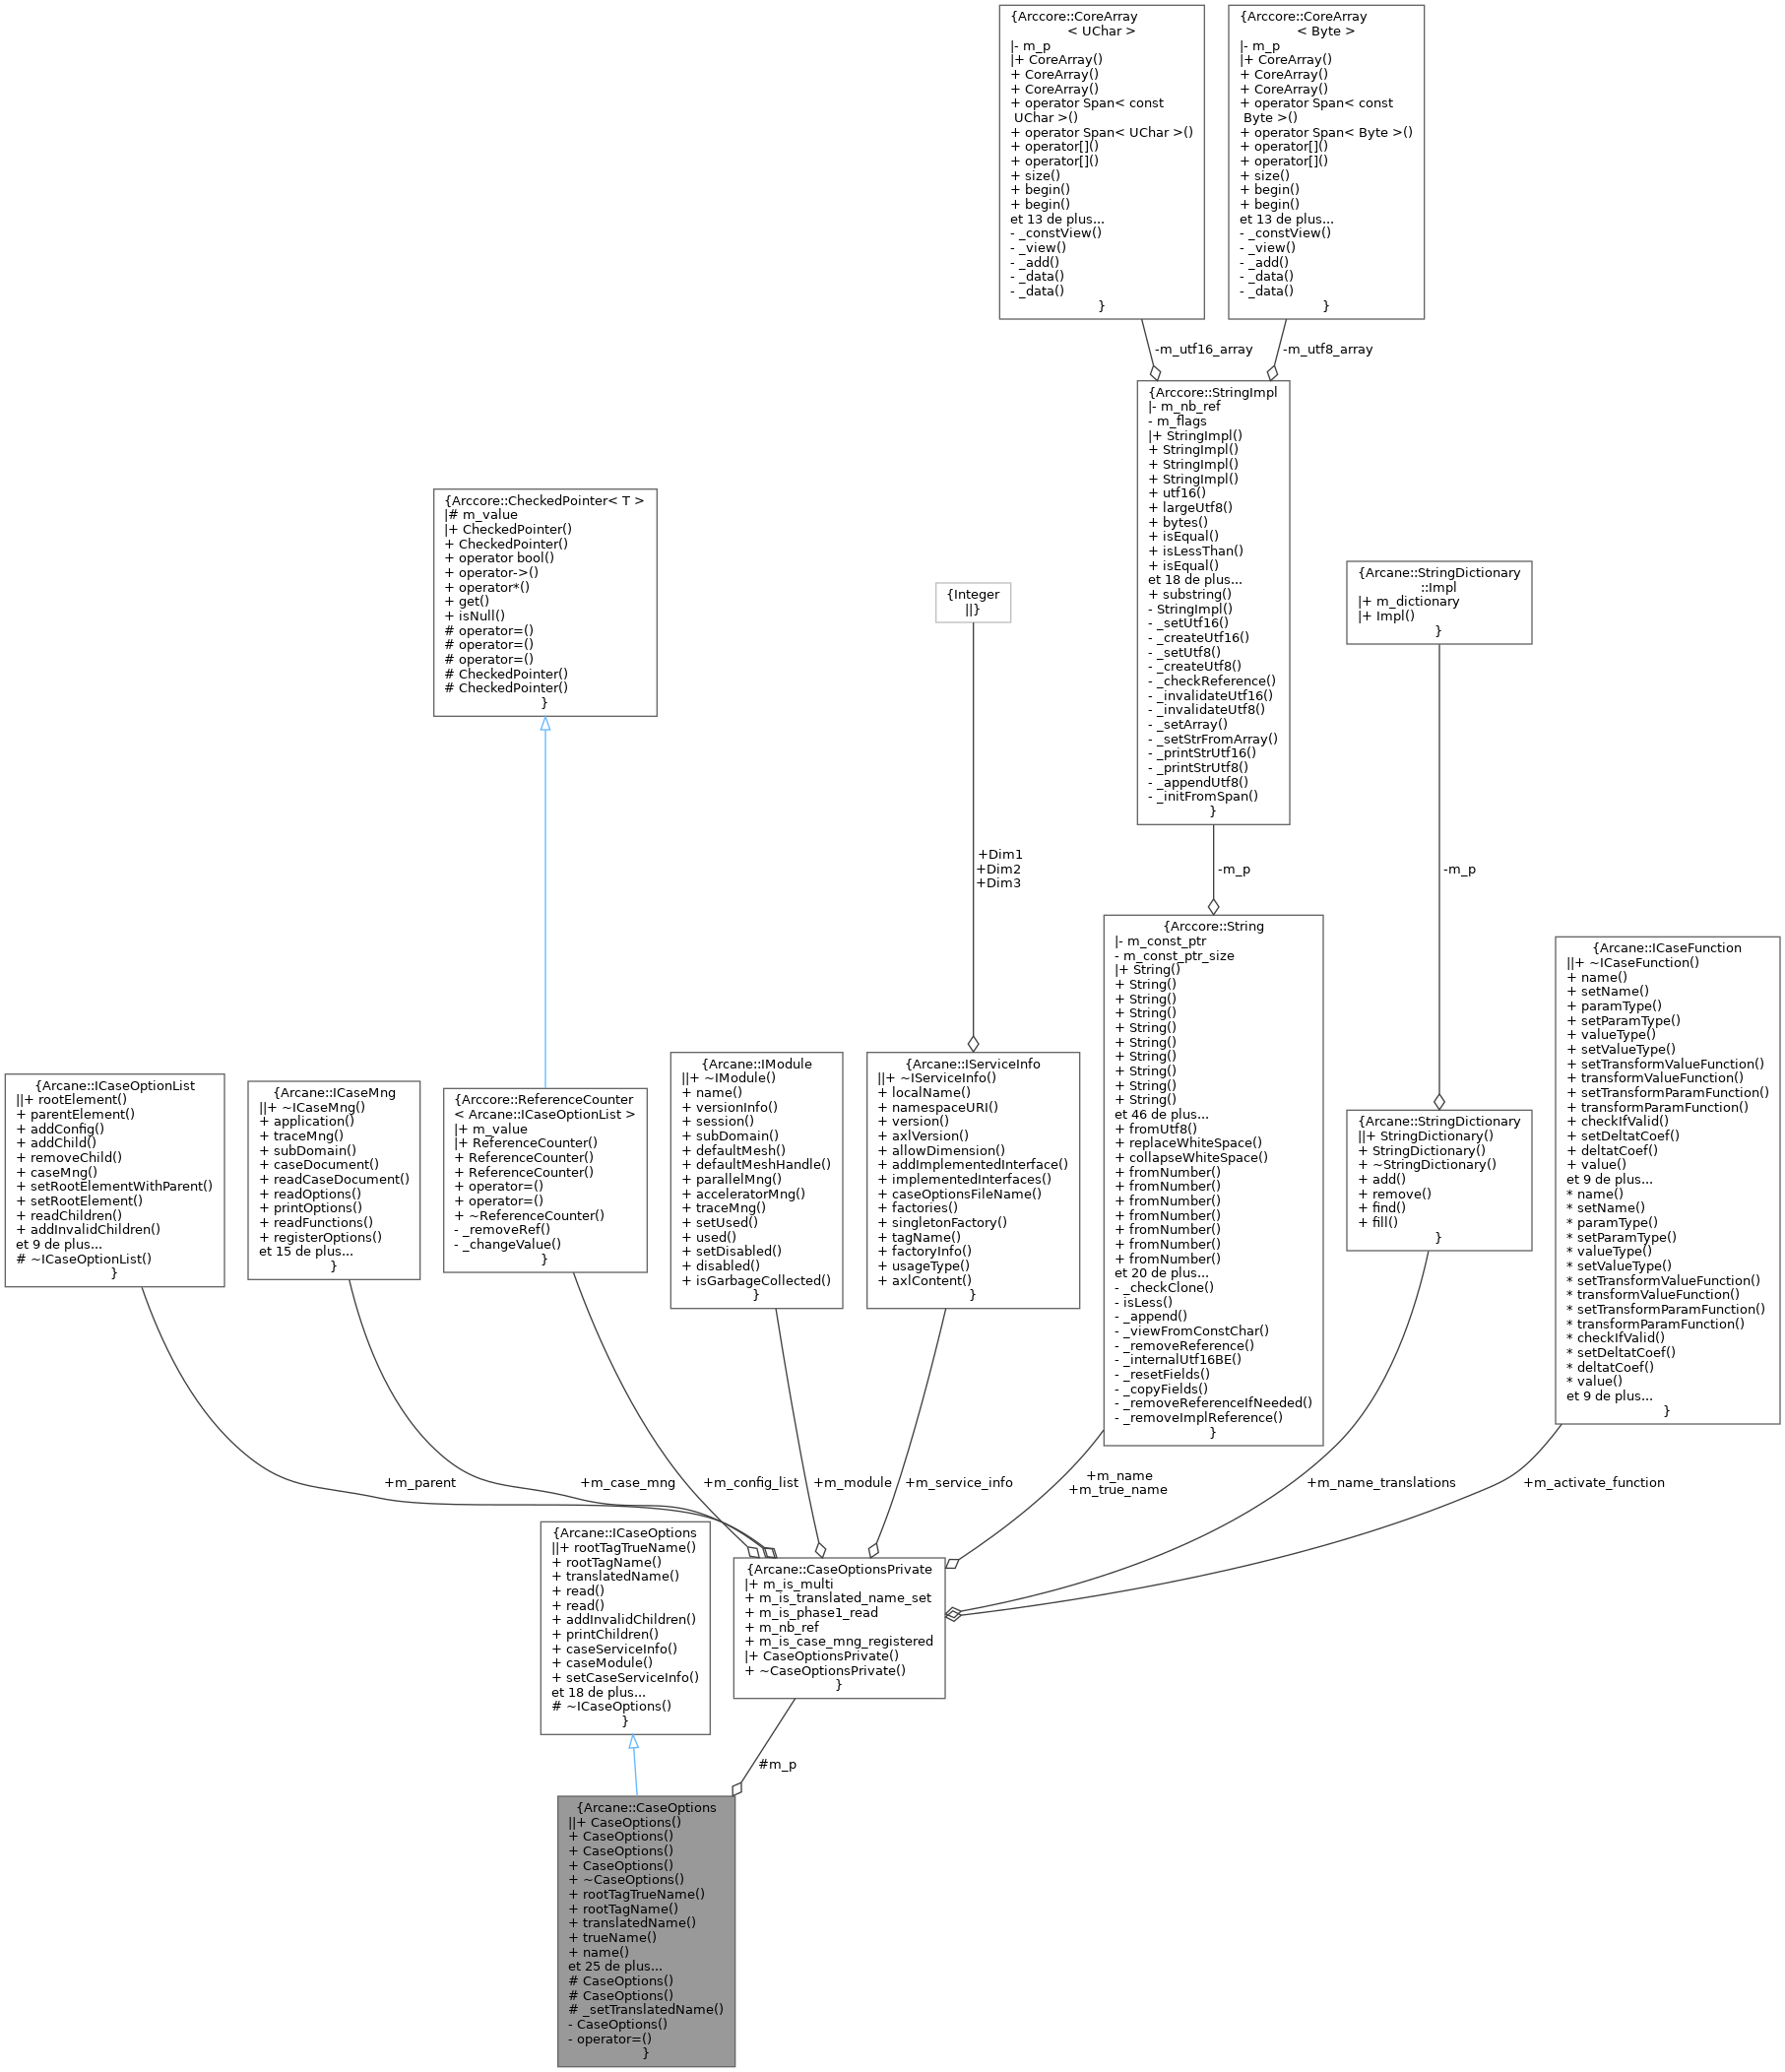 {Arccore::CoreArray
< UChar >
|- m_p
|+ CoreArray()
+ CoreArray()
+ CoreArray()
+ operator Span< const
UChar >()
+ operator Span< UChar >()
+ operator[]()
+ operator[]()
+ size()
+ begin()
+ begin()
et 13 de plus...
- _constView()
- _view()
- _add()
- _data()
- _data()
}
{Arccore::CoreArray
< Byte >
|- m_p
|+ CoreArray()
+ CoreArray()
+ CoreArray()
+ operator Span< const
Byte >()
+ operator Span< Byte >()
+ operator[]()
+ operator[]()
+ size()
+ begin()
+ begin()
et 13 de plus...
- _constView()
- _view()
- _add()
- _data()
- _data()
}
-m_utf16_array
-m_utf8_array
{Arccore::StringImpl
|- m_nb_ref
- m_flags
|+ StringImpl()
+ StringImpl()
+ StringImpl()
+ StringImpl()
+ utf16()
+ largeUtf8()
+ bytes()
+ isEqual()
+ isLessThan()
+ isEqual()
et 18 de plus...
+ substring()
- StringImpl()
- _setUtf16()
- _createUtf16()
- _setUtf8()
- _createUtf8()
- _checkReference()
- _invalidateUtf16()
- _invalidateUtf8()
- _setArray()
- _setStrFromArray()
- _printStrUtf16()
- _printStrUtf8()
- _appendUtf8()
- _initFromSpan()
}
{Arccore::CheckedPointer< T >
|# m_value
|+ CheckedPointer()
+ CheckedPointer()
+ operator bool()
+ operator->()
+ operator*()
+ get()
+ isNull()
# operator=()
# operator=()
# operator=()
# CheckedPointer()
# CheckedPointer()
}
{Integer
||}
{Arcane::StringDictionary
::Impl
|+ m_dictionary
|+ Impl()
}
+Dim1
+Dim2
+Dim3
-m_p
-m_p
{Arcane::ICaseOptionList
||+ rootElement()
+ parentElement()
+ addConfig()
+ addChild()
+ removeChild()
+ caseMng()
+ setRootElementWithParent()
+ setRootElement()
+ readChildren()
+ addInvalidChildren()
et 9 de plus...
# ~ICaseOptionList()
}
{Arcane::ICaseMng
||+ ~ICaseMng()
+ application()
+ traceMng()
+ subDomain()
+ caseDocument()
+ readCaseDocument()
+ readOptions()
+ printOptions()
+ readFunctions()
+ registerOptions()
et 15 de plus...
}
{Arccore::ReferenceCounter
< Arcane::ICaseOptionList >
|+ m_value
|+ ReferenceCounter()
+ ReferenceCounter()
+ ReferenceCounter()
+ operator=()
+ operator=()
+ ~ReferenceCounter()
- _removeRef()
- _changeValue()
}
{Arcane::IModule
||+ ~IModule()
+ name()
+ versionInfo()
+ session()
+ subDomain()
+ defaultMesh()
+ defaultMeshHandle()
+ parallelMng()
+ acceleratorMng()
+ traceMng()
+ setUsed()
+ used()
+ setDisabled()
+ disabled()
+ isGarbageCollected()
}
{Arcane::IServiceInfo
||+ ~IServiceInfo()
+ localName()
+ namespaceURI()
+ version()
+ axlVersion()
+ allowDimension()
+ addImplementedInterface()
+ implementedInterfaces()
+ caseOptionsFileName()
+ factories()
+ singletonFactory()
+ tagName()
+ factoryInfo()
+ usageType()
+ axlContent()
}
{Arccore::String
|- m_const_ptr
- m_const_ptr_size
|+ String()
+ String()
+ String()
+ String()
+ String()
+ String()
+ String()
+ String()
+ String()
+ String()
et 46 de plus...
+ fromUtf8()
+ replaceWhiteSpace()
+ collapseWhiteSpace()
+ fromNumber()
+ fromNumber()
+ fromNumber()
+ fromNumber()
+ fromNumber()
+ fromNumber()
+ fromNumber()
et 20 de plus...
- _checkClone()
- isLess()
- _append()
- _viewFromConstChar()
- _removeReference()
- _internalUtf16BE()
- _resetFields()
- _copyFields()
- _removeReferenceIfNeeded()
- _removeImplReference()
}
{Arcane::StringDictionary
||+ StringDictionary()
+ StringDictionary()
+ ~StringDictionary()
+ add()
+ remove()
+ find()
+ fill()
}
{Arcane::ICaseFunction
||+ ~ICaseFunction()
+ name()
+ setName()
+ paramType()
+ setParamType()
+ valueType()
+ setValueType()
+ setTransformValueFunction()
+ transformValueFunction()
+ setTransformParamFunction()
+ transformParamFunction()
+ checkIfValid()
+ setDeltatCoef()
+ deltatCoef()
+ value()
et 9 de plus...
* name()
* setName()
* paramType()
* setParamType()
* valueType()
* setValueType()
* setTransformValueFunction()
* transformValueFunction()
* setTransformParamFunction()
* transformParamFunction()
* checkIfValid()
* setDeltatCoef()
* deltatCoef()
* value()
et 9 de plus...
}
+m_parent
+m_case_mng
+m_config_list
+m_module
+m_service_info
+m_name
+m_true_name
+m_name_translations
+m_activate_function
{Arcane::ICaseOptions
||+ rootTagTrueName()
+ rootTagName()
+ translatedName()
+ read()
+ read()
+ addInvalidChildren()
+ printChildren()
+ caseServiceInfo()
+ caseModule()
+ setCaseServiceInfo()
et 18 de plus...
# ~ICaseOptions()
}
{Arcane::CaseOptionsPrivate
|+ m_is_multi
+ m_is_translated_name_set
+ m_is_phase1_read
+ m_nb_ref
+ m_is_case_mng_registered
|+ CaseOptionsPrivate()
+ ~CaseOptionsPrivate()
}
#m_p
{Arcane::CaseOptions
||+ CaseOptions()
+ CaseOptions()
+ CaseOptions()
+ CaseOptions()
+ ~CaseOptions()
+ rootTagTrueName()
+ rootTagName()
+ translatedName()
+ trueName()
+ name()
et 25 de plus...
# CaseOptions()
# CaseOptions()
# _setTranslatedName()
- CaseOptions()
- operator=()
}